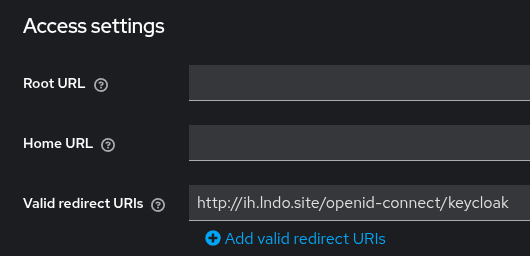 Access settings
Root URL
Home URL
Valid redirect URIs http://ih.lndo.site/openid-connect/keycloak
Add valid redirect URIs